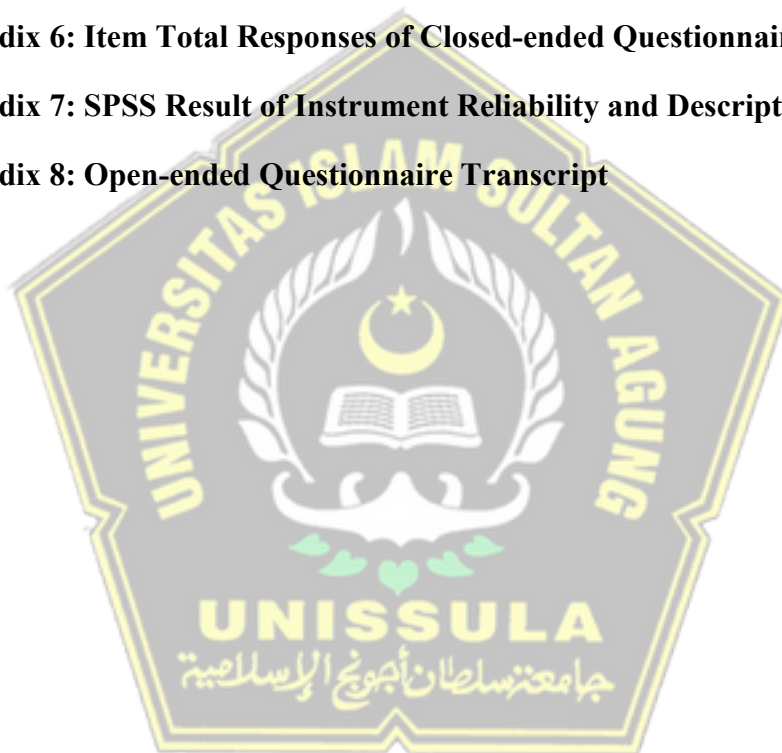 dix 6: Item Total Responses of Closed-ended Questionnair
dix 7: SPSS Result of Instrument Reliability and Descript
dix 8: Open-ended Questionnaire Transcript
UNIVERSITAS ISLAM SULTAN AGUNG
UNISSULA
جامعة سلطان أجونج الإسلامية